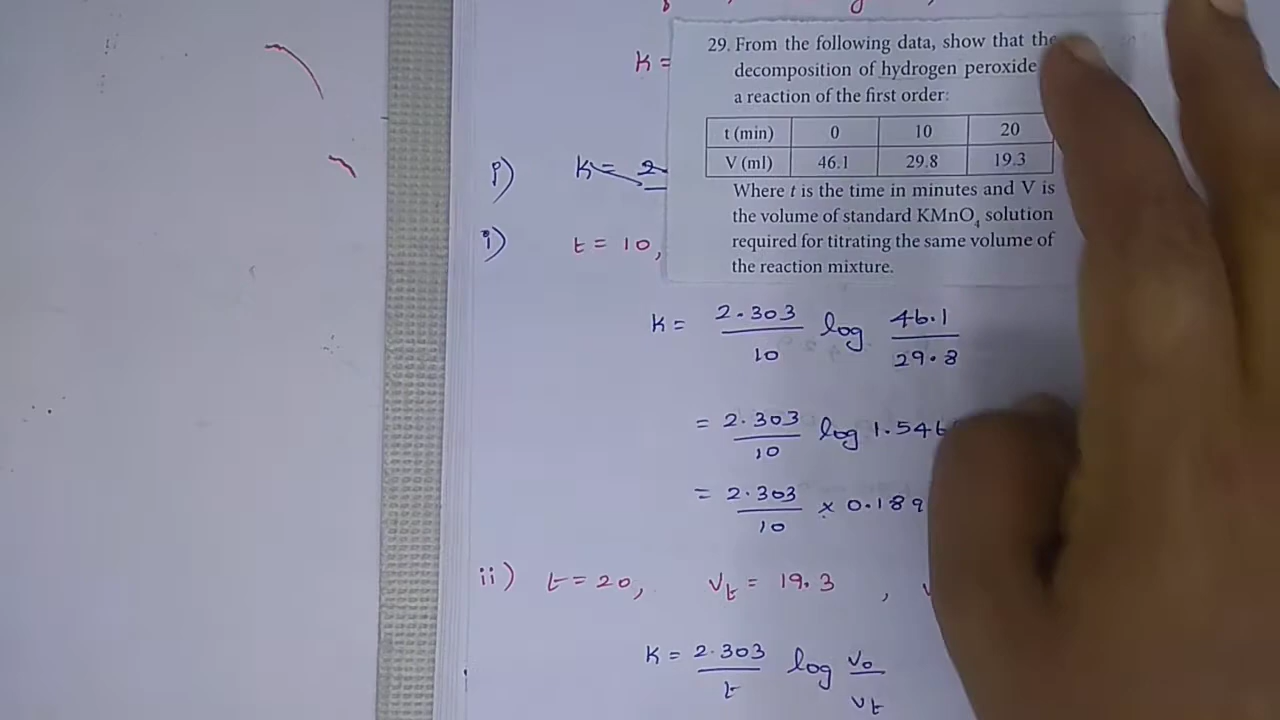 K =
29. From the following data, show that the
decomposition of hydrogen peroxide
a reaction of the first order:
t (min) 0 10 20
V (ml) 46.1 29.8 19.3
Where t is the time in minutes and V is
the volume of standard KMnO4 solution
required for titrating the same volume of
the reaction mixture.
K = 2
i) t = 10,
K = 2.303/10 log 46.1/29.8
= 2.303/10 log 1.546
= 2.303/10 × 0.189
ii) t = 20, Vt = 19.3 ,
K = 2.303/t log V0/Vt